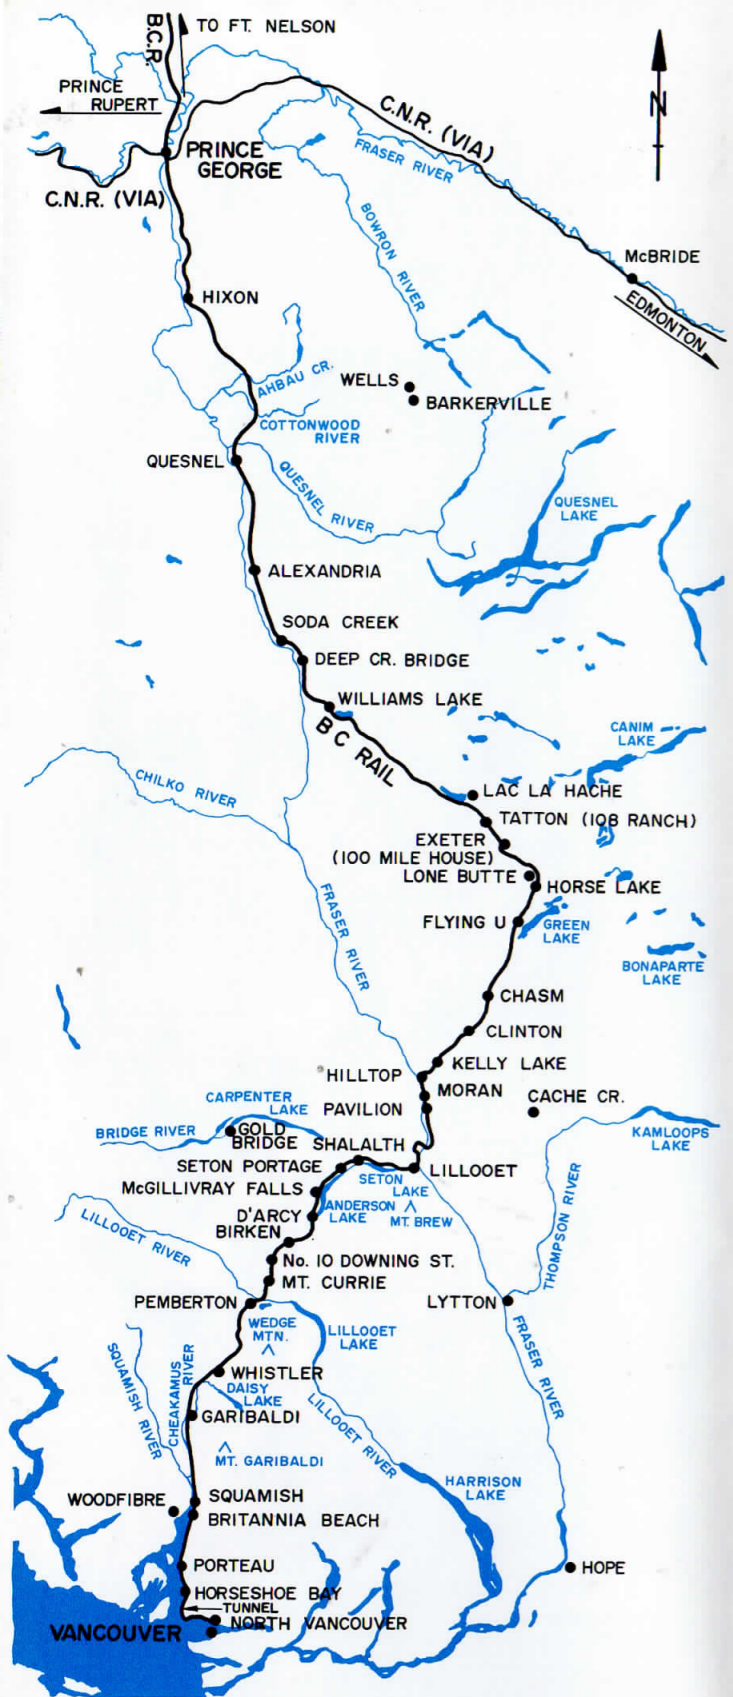 B.C.R.
TO FT. NELSON
PRINCE
RUPERT
C.N.R. (VIA)
N
PRINCE
GEORGE
FRASER RIVER
C.N.R. (VIA)
BOWRON RIVER
McBRIDE
EDMONTON
HIXON
AHBAU CR.
WELLS
BARKERVILLE
COTTONWOOD
RIVER
QUESNEL
QUESNEL RIVER
QUESNEL
LAKE
ALEXANDRIA
SODA CREEK
DEEP CR. BRIDGE
WILLIAMS LAKE
BC RAIL
CANIM
LAKE
CHILKO RIVER
LAC LA HACHE
TATTON (108 RANCH)
EXETER
(100 MILE HOUSE)
LONE BUTTE
HORSE LAKE
FRASER RIVER
FLYING U
GREEN
LAKE
BONAPARTE
LAKE
CHASM
CLINTON
KELLY LAKE
HILLTOP
MORAN
CARPENTER
LAKE
PAVILION
CACHE CR.
BRIDGE RIVER
GOLD
BRIDGE
SHALALTH
KAMLOOPS
LAKE
SETON PORTAGE
LILLOOET
SETON
LAKE
McGILLIVRAY FALLS
ANDERSON
LAKE
MT. BREW
THOMPSON RIVER
D'ARCY
BIRKEN
LILLOOET RIVER
No. 10 DOWNING ST.
MT. CURRIE
PEMBERTON
LYTTON
WEDGE
MTN.
LILLOOET
LAKE
FRASER RIVER
SQUAMISH RIVER
CHEAKAMUS
RIVER
WHISTLER
DAISY
LAKE
GARIBALDI
LILLOOET RIVER
MT. GARIBALDI
HARRISON
LAKE
WOODFIBRE
SQUAMISH
BRITANNIA BEACH
PORTEAU
HOPE
HORSESHOE BAY
TUNNEL
NORTH VANCOUVER
VANCOUVER